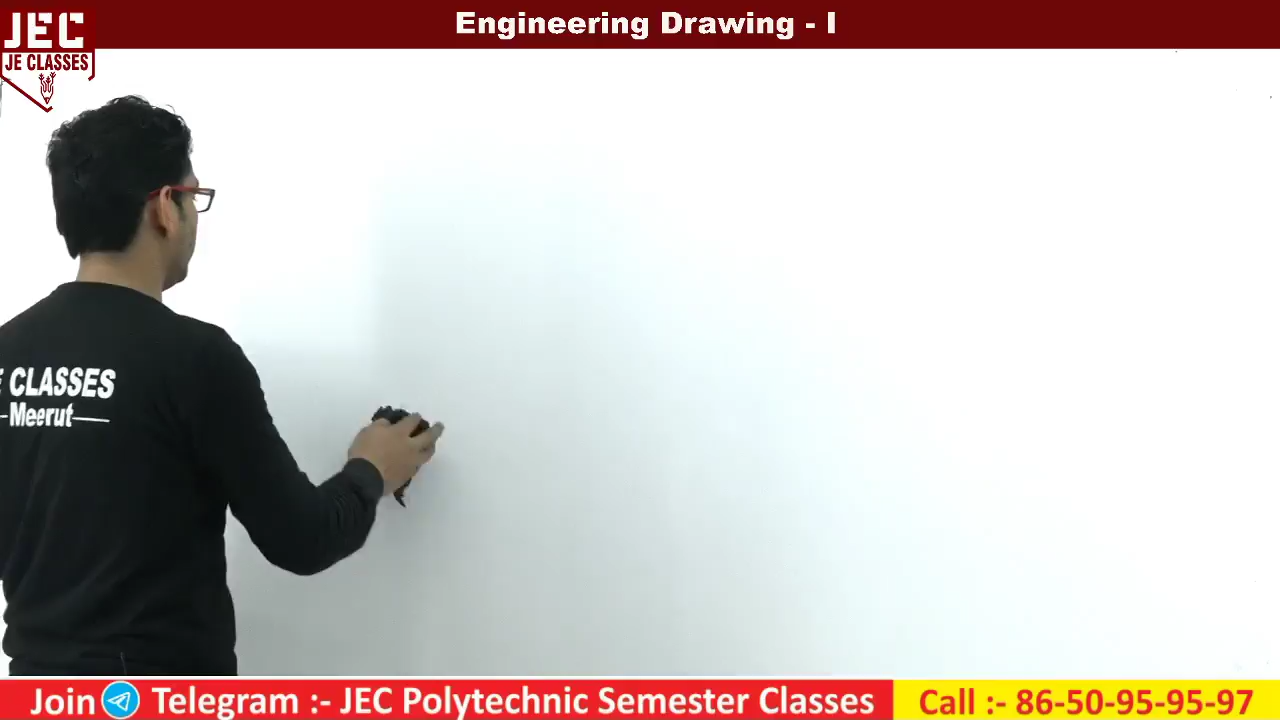 Engineering Drawing - I
JEC
JE CLASSES
CLASSES
Meerut
Join Telegram :- JEC Polytechnic Semester Classes
Call :- 86-50-95-95-97